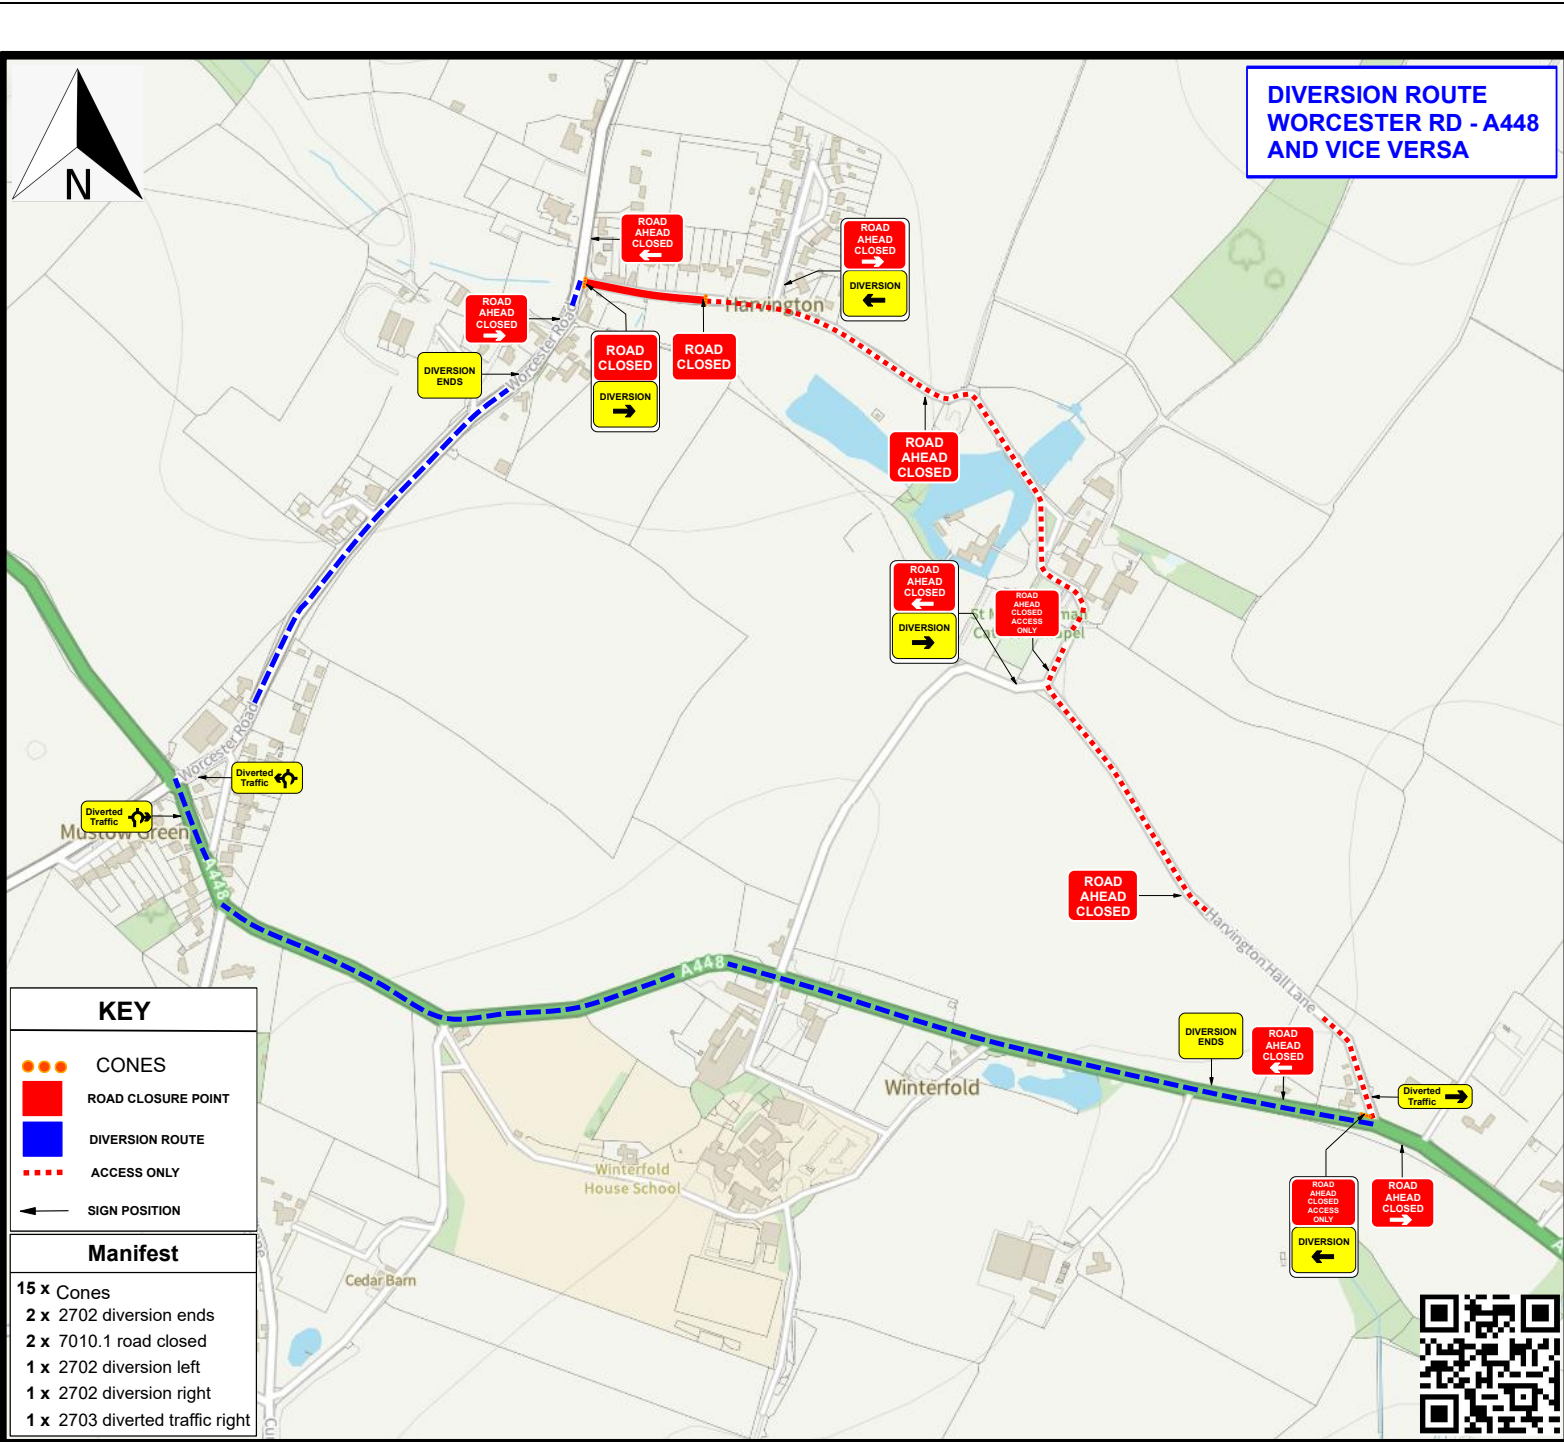 N
DIVERSION ROUTE
WORCESTER RD - A448
AND VICE VERSA
ROAD
AHEAD
CLOSED
ROAD
AHEAD
CLOSED
DIVERSION
ROAD
AHEAD
CLOSED
Harvington
Worcester Road
DIVERSION
ENDS
ROAD
CLOSED
DIVERSION
ROAD
CLOSED
ROAD
AHEAD
CLOSED
ROAD
AHEAD
CLOSED
DIVERSION
ROAD
AHEAD
CLOSED
ACCESS
ONLY
St
Worcester Road
Diverted
Traffic
Diverted
Traffic
Mustow Green
A448
ROAD
AHEAD
CLOSED
Harvington Hall Lane
A448
DIVERSION
ENDS
ROAD
AHEAD
CLOSED
Diverted
Traffic
Winterfold
Winterfold
House School
ROAD
AHEAD
CLOSED
ACCESS
ONLY
DIVERSION
ROAD
AHEAD
CLOSED
Cedar Barn
KEY
CONES
ROAD CLOSURE POINT
DIVERSION ROUTE
ACCESS ONLY
SIGN POSITION
Manifest
15 x Cones
2 x 2702 diversion ends
2 x 7010.1 road closed
1 x 2702 diversion left
1 x 2702 diversion right
1 x 2703 diverted traffic right